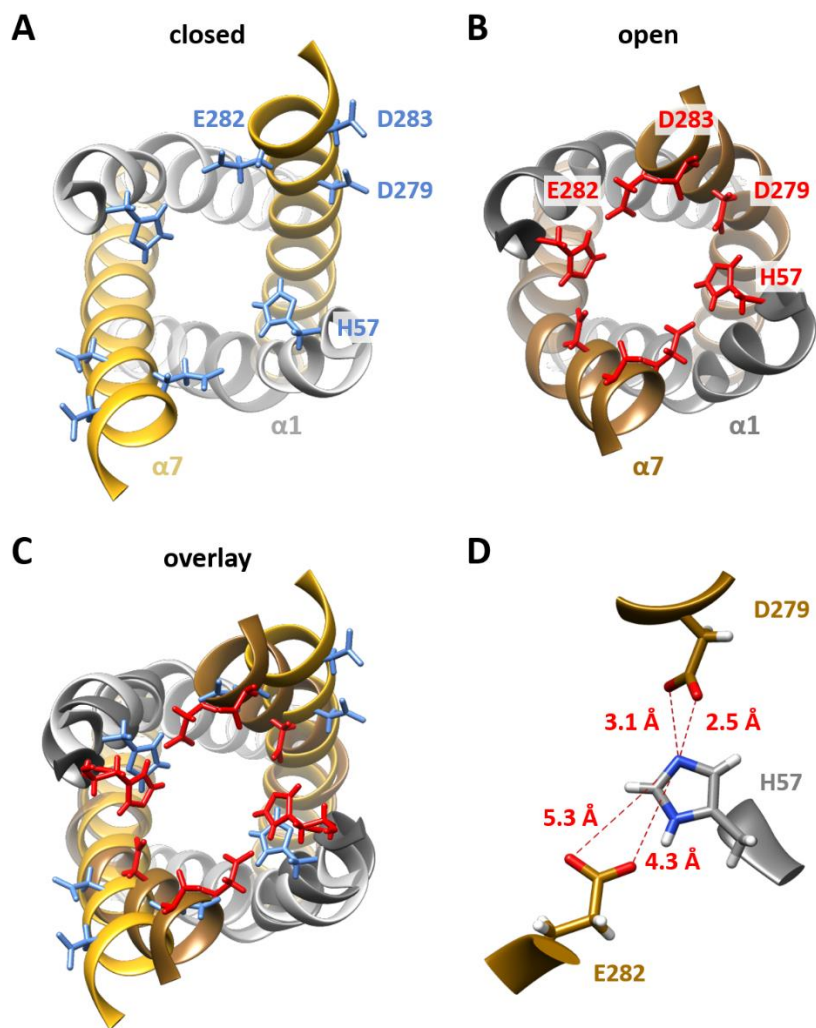 A
closed
E282
D283
D279
H57
α1
α7
B
open
D283
E282
D279
H57
α1
α7
C
overlay
D
D279
3.1 Å
2.5 Å
H57
5.3 Å
4.3 Å
E282